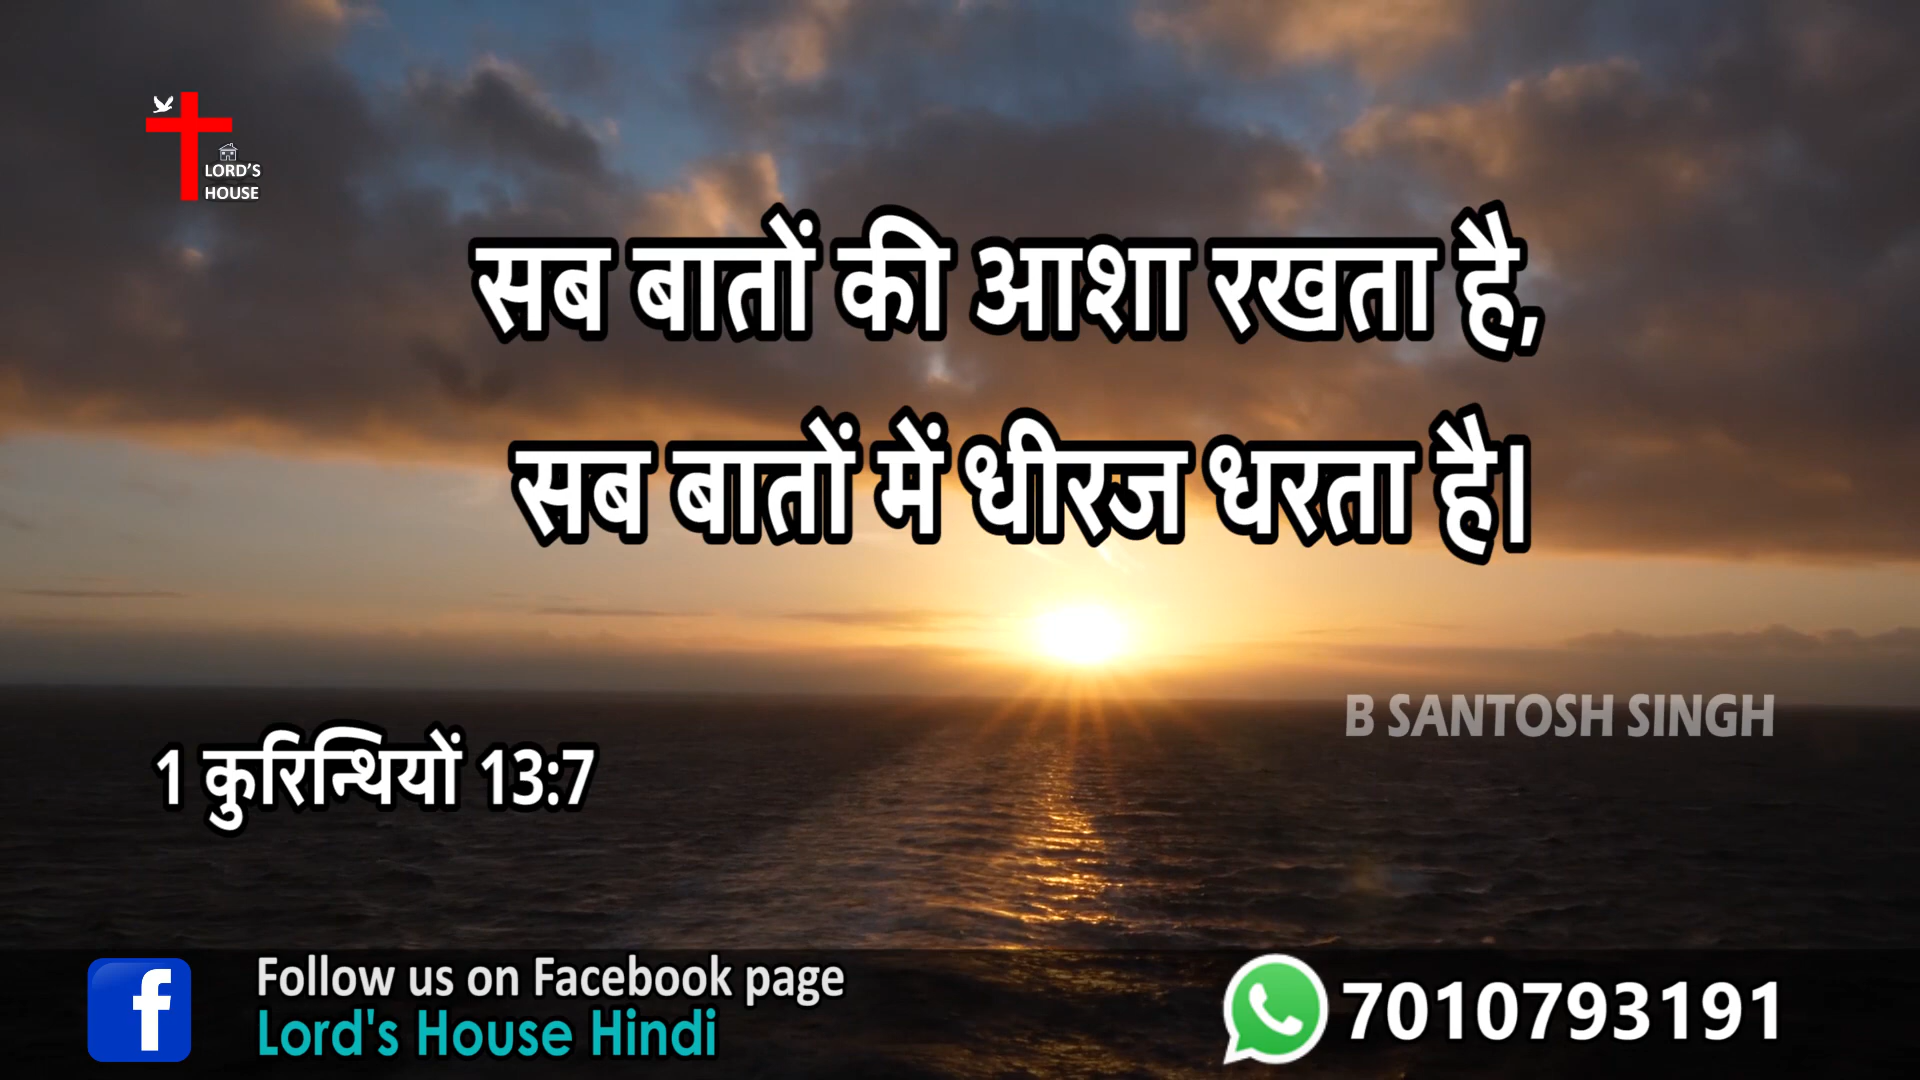 LORD'S
HOUSE
सब बातों की आशा रखता है,
सब बातों में धीरज धरता है।
B SANTOSH SINGH
1 कुरिन्थियों 13:7
Follow us on Facebook page
Lord's House Hindi
7010793191